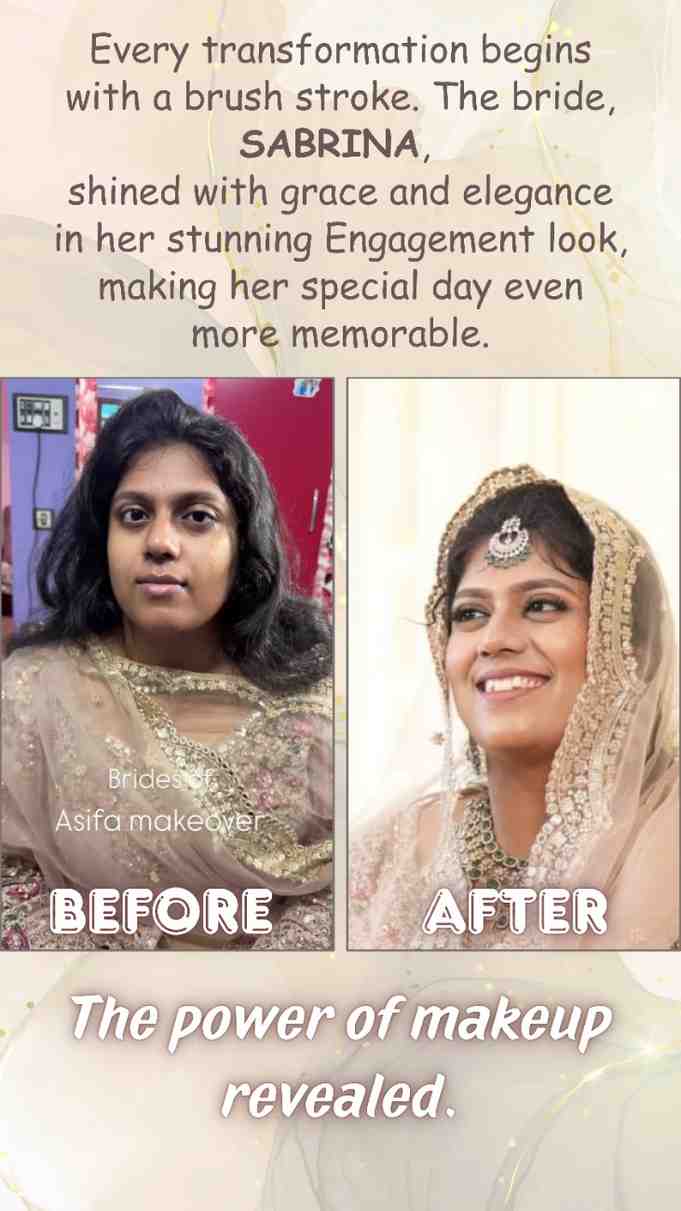 Every transformation begins
with a brush stroke. The bride,
SABRINA,
shined with grace and elegance
in her stunning Engagement look,
making her special day even
more memorable.
Brides of
Asifa makeover
BEFORE
AFTER
The power of makeup
revealed.